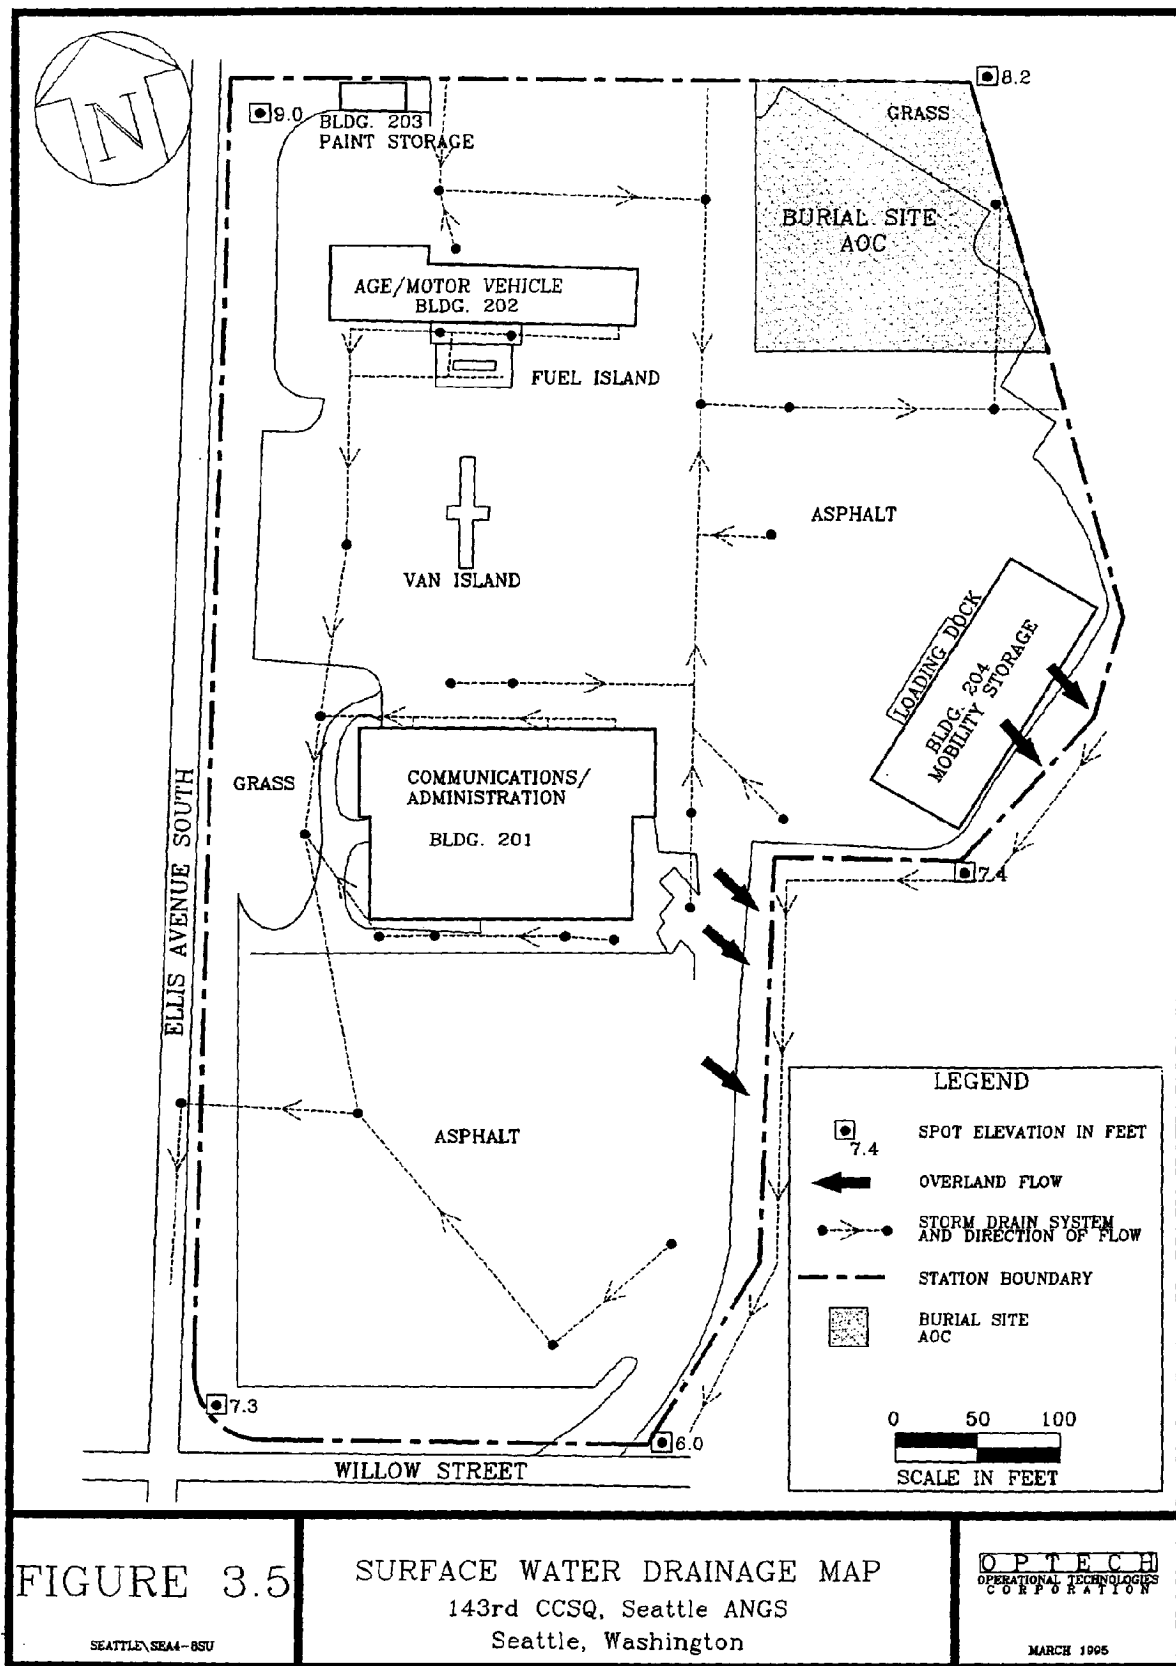 N
8.2
9.0
BLDG. 203
PAINT STORAGE
GRASS
BURIAL SITE
AOC
AGE/MOTOR VEHICLE
BLDG. 202
FUEL ISLAND
ASPHALT
VAN ISLAND
LOADING DOCK
BLDG. 204
MOBILITY STORAGE
GRASS
COMMUNICATIONS/
ADMINISTRATION
BLDG. 201
ELLIS AVENUE SOUTH
7.4
ASPHALT
LEGEND
7.4
SPOT ELEVATION IN FEET
OVERLAND FLOW
STORM DRAIN SYSTEM
AND DIRECTION OF FLOW
STATION BOUNDARY
BURIAL SITE
AOC
0 50 100
SCALE IN FEET
7.3
6.0
WILLOW STREET
FIGURE 3.5
SEATTLE\SEA4-8SU
SURFACE WATER DRAINAGE MAP
143rd CCSQ, Seattle ANGS
Seattle, Washington
OPTECH
OPERATIONAL TECHNOLOGIES
CORPORATION
MARCH 1995